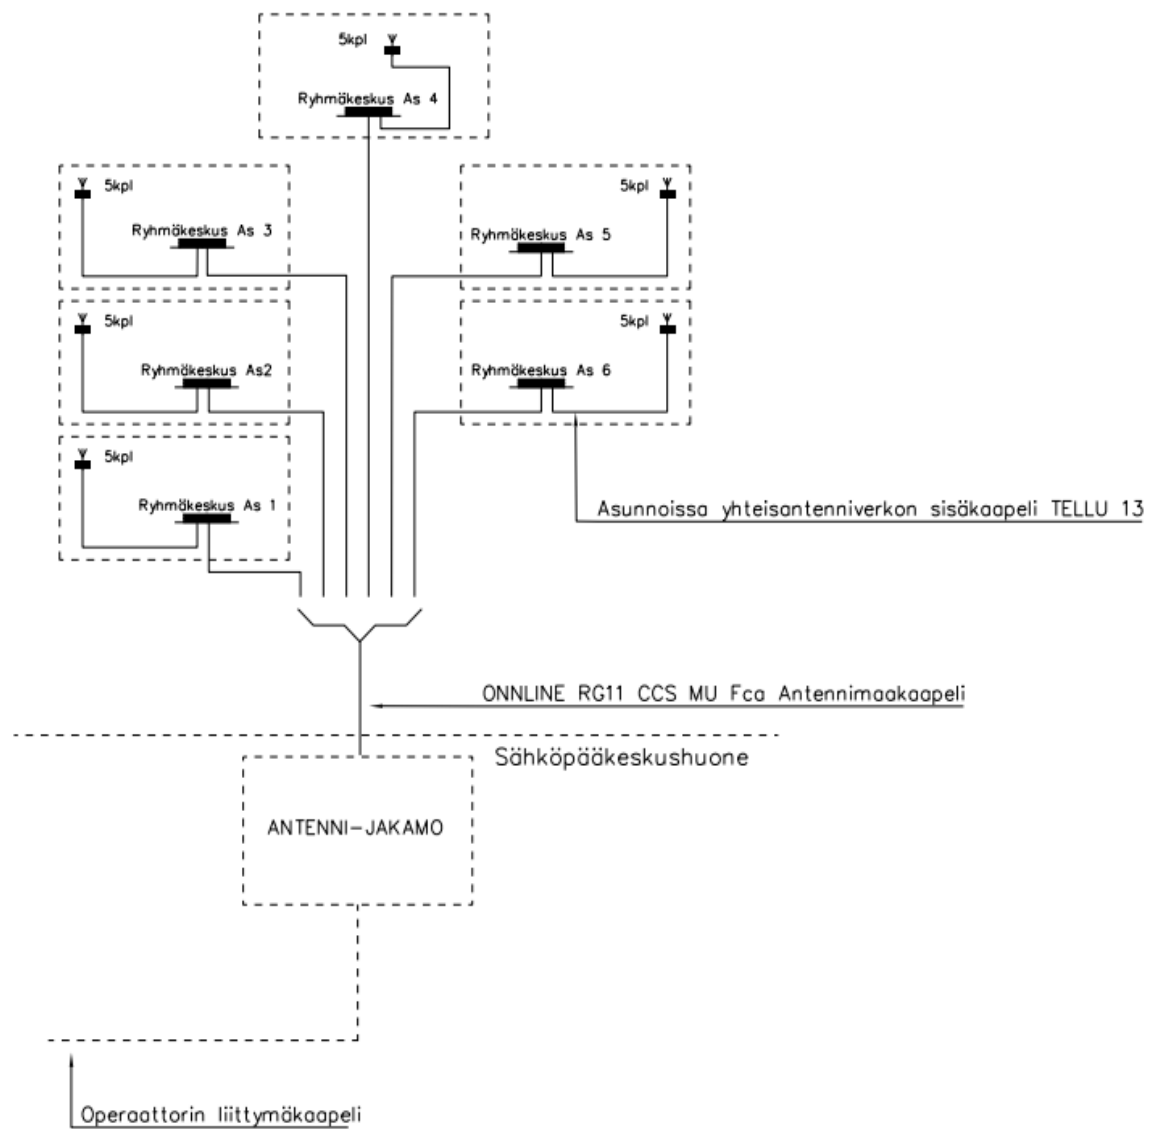 5kpl
Ryhmäkeskus As 4
5kpl
Ryhmäkeskus As 3
5kpl
Ryhmäkeskus As 5
5kpl
Ryhmäkeskus As2
5kpl
Ryhmäkeskus As 6
5kpl
Ryhmäkeskus As 1
Asunnoissa yhteisantenniverkon sisäkaapeli TELLU 13
ONNLINE RG11 CCS MU Fca Antennimaakaapeli
Sähköpääkeskushuone
ANTENNI-JAKAMO
Operaattorin liittymäkaapeli